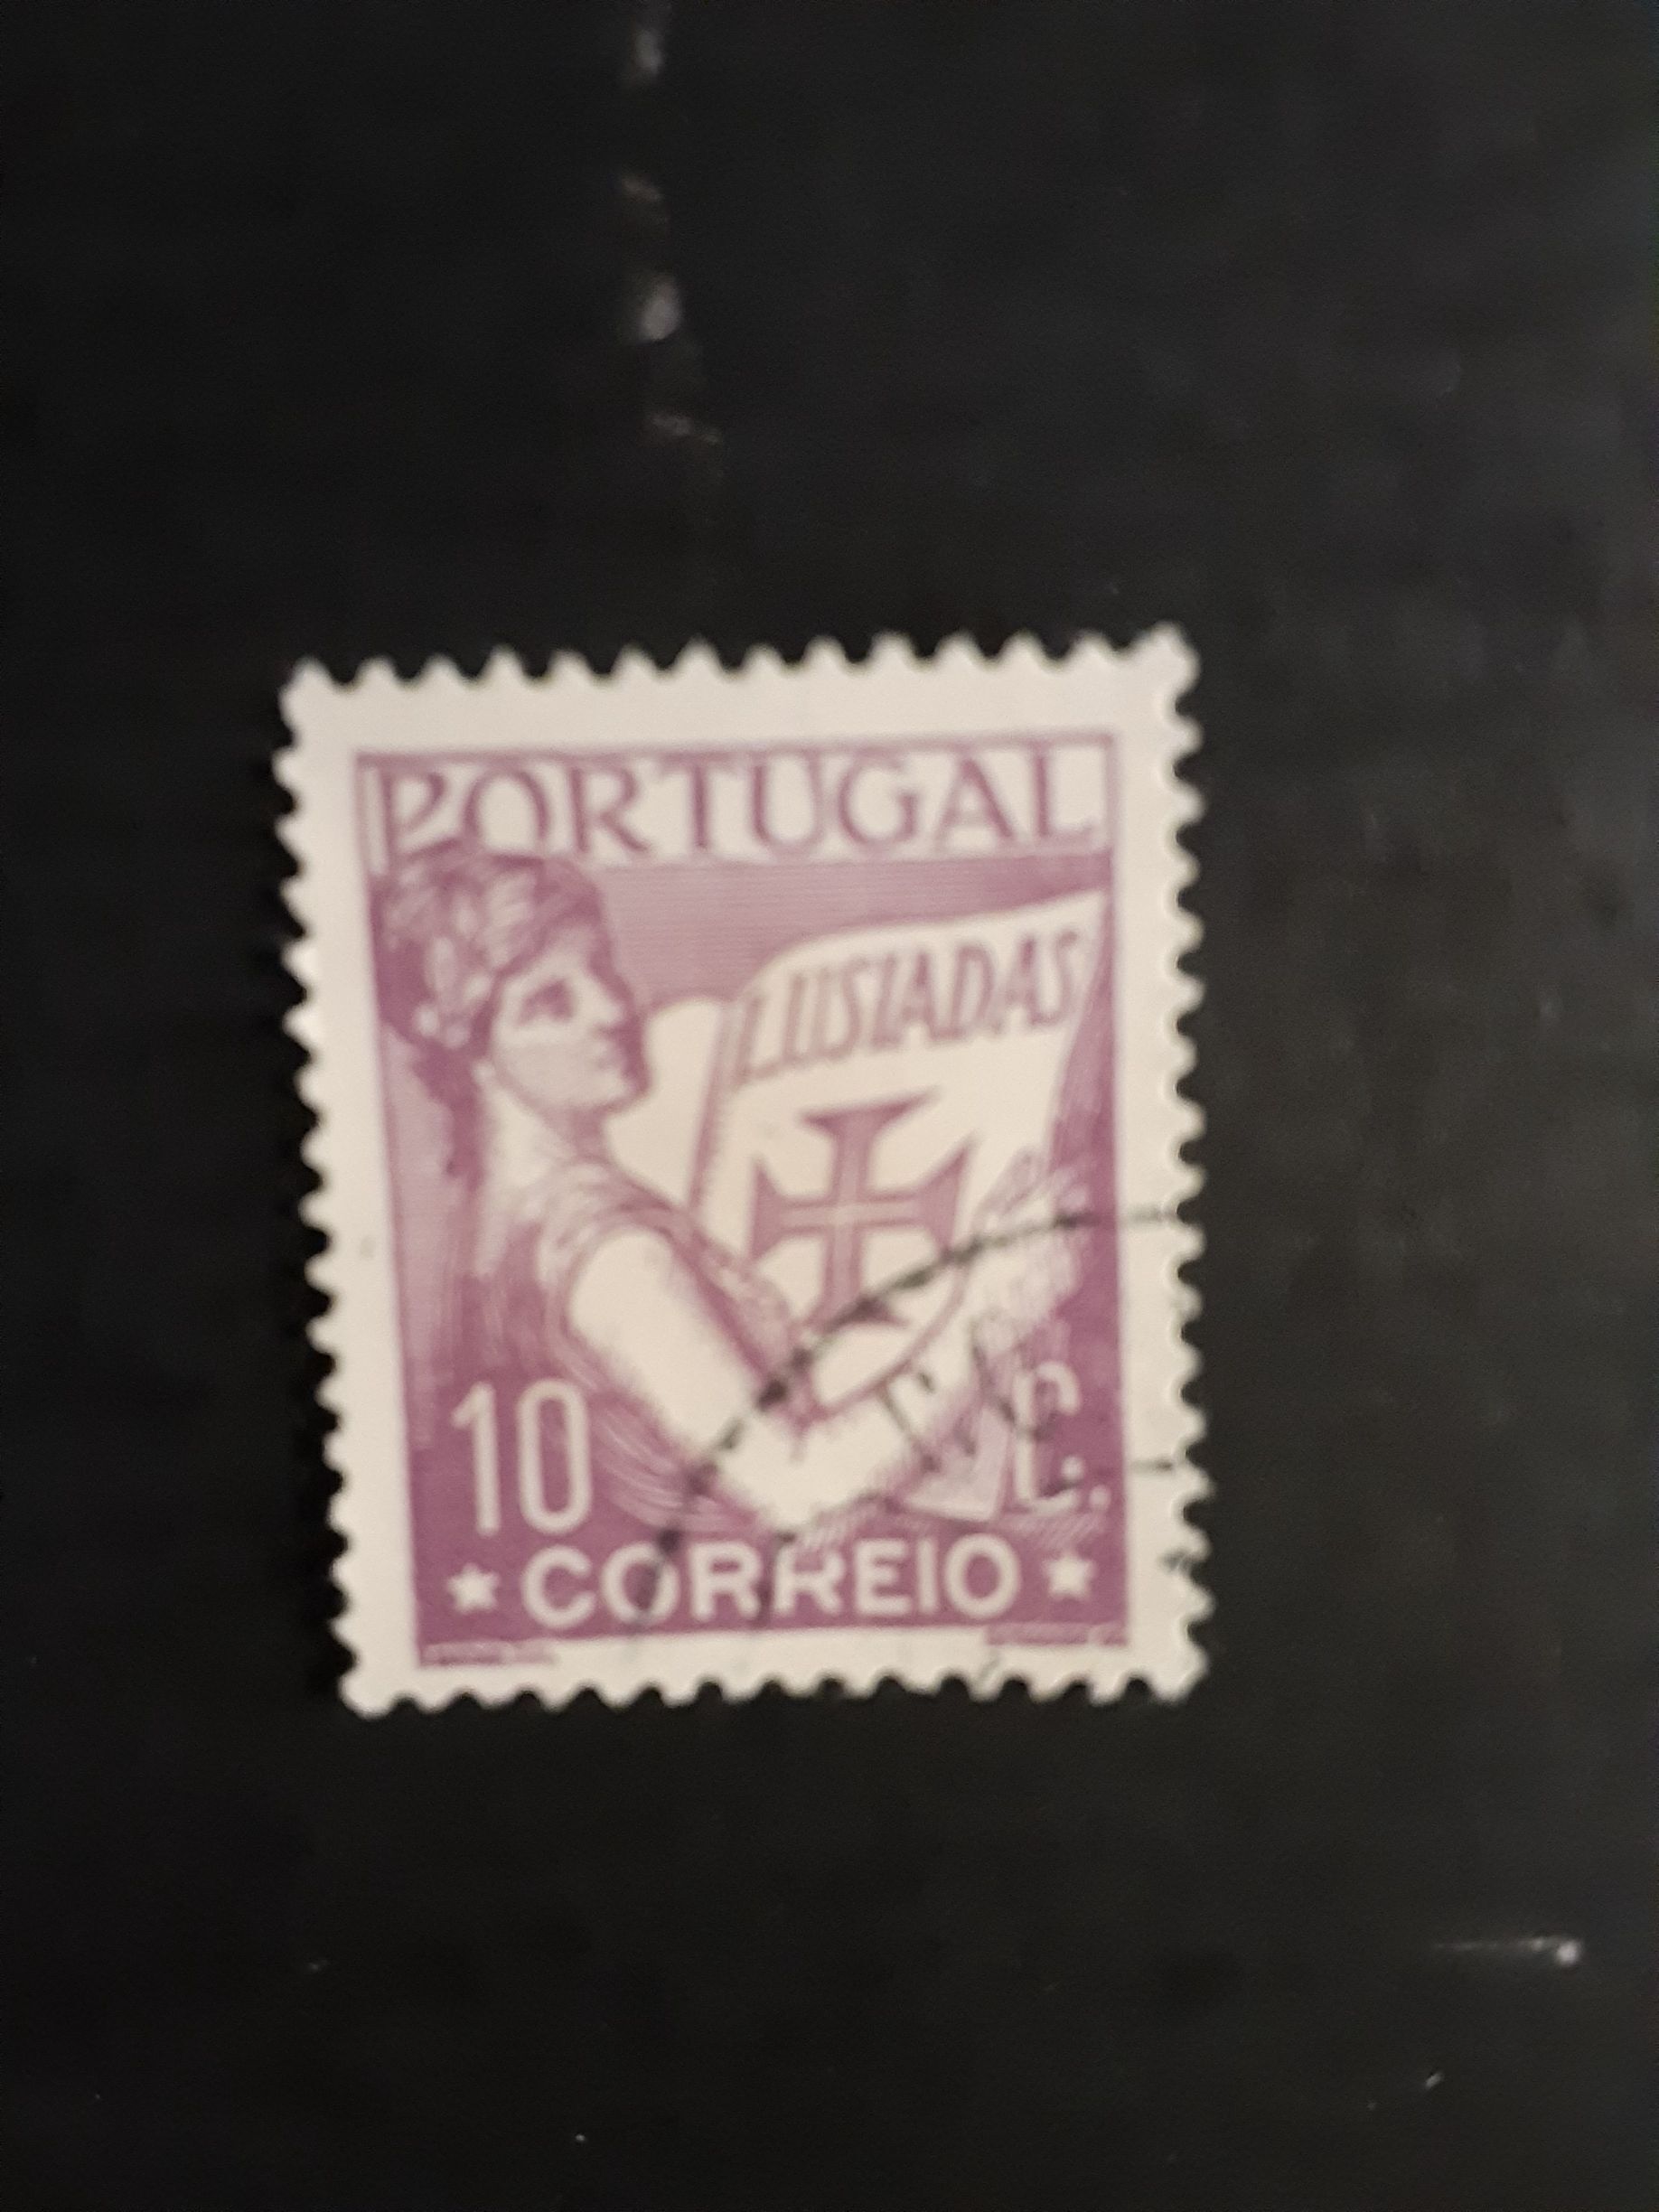 PORTUGAL
LUSIADAS
10 C.
★ CORREIO ★